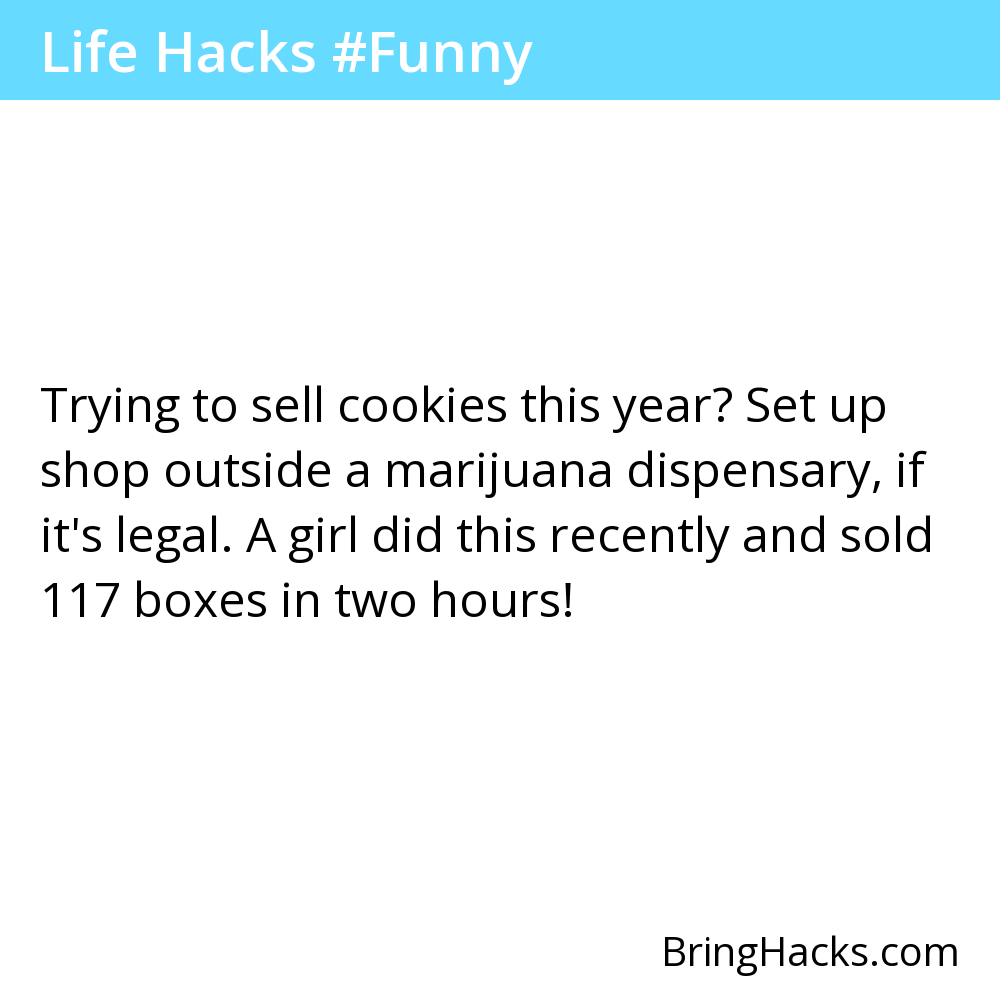 Life Hacks #Funny
Trying to sell cookies this year? Set up
shop outside a marijuana dispensary, if
it's legal. A girl did this recently and sold
117 boxes in two hours!
BringHacks.com